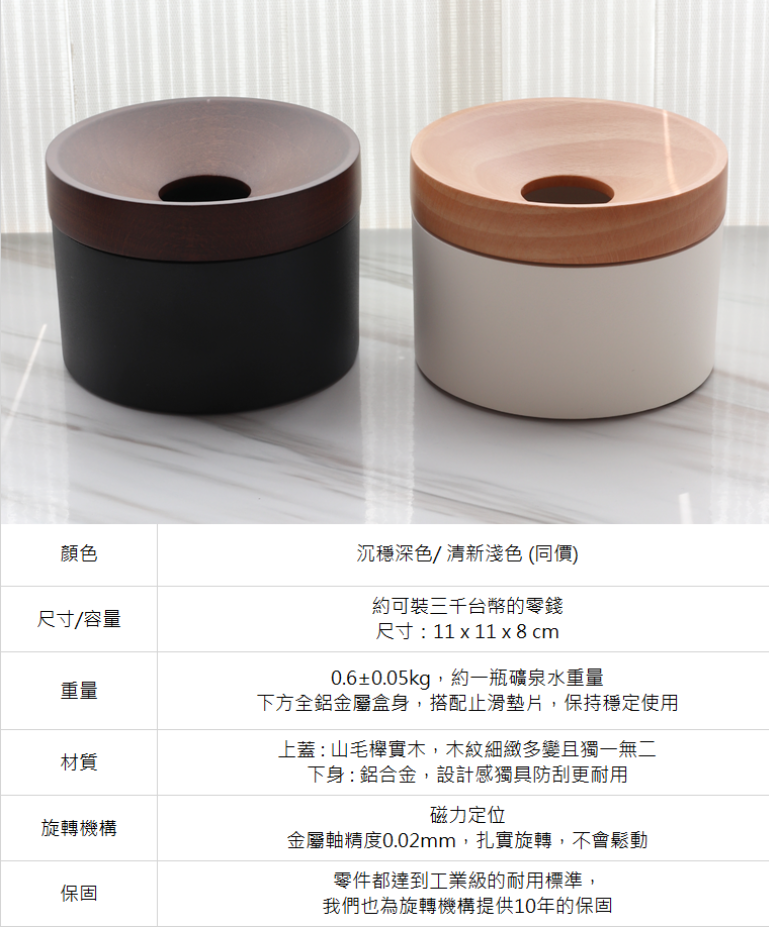 顏色
沉穩深色/ 清新淺色 (同價)
尺寸/容量
約可裝三千台幣的零錢
尺寸：11 x 11 x 8 cm
重量
0.6±0.05kg，約一瓶礦泉水重量
下方全鋁金屬盒身，搭配止滑墊片，保持穩定使用
材質
上蓋 : 山毛游實木，木紋細緻多變且獨一無二
下身 : 鋁合金，設計感獨具防刮更耐用
旋轉機構
磁力定位
金屬軸精度0.02mm，扎實旋轉，不會鬆動
保固
零件都達到工業級的耐用標準，
我們也為旋轉機構提供10年的保固